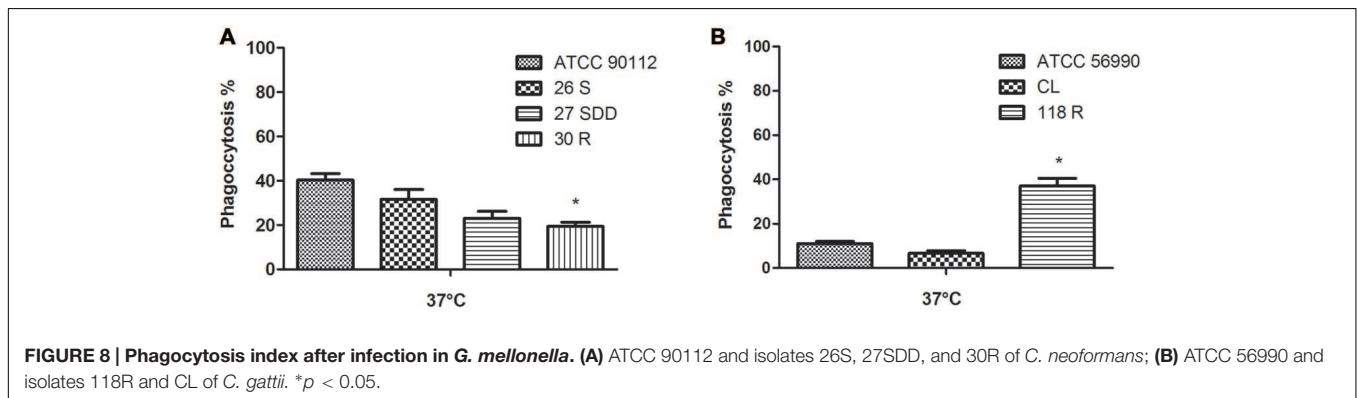 A
Phagoccytosis %
100
80
60
40
20
0
ATCC 90112
26 S
27 SDD
30 R
*
37°C
B
Phagoccytosis %
100
80
60
40
20
0
ATCC 56990
CL
118 R
*
37°C
FIGURE 8 | Phagocytosis index after infection in G. mellonella. (A) ATCC 90112 and isolates 26S, 27SDD, and 30R of C. neoformans; (B) ATCC 56990 and
isolates 118R and CL of C. gattii. *p < 0.05.